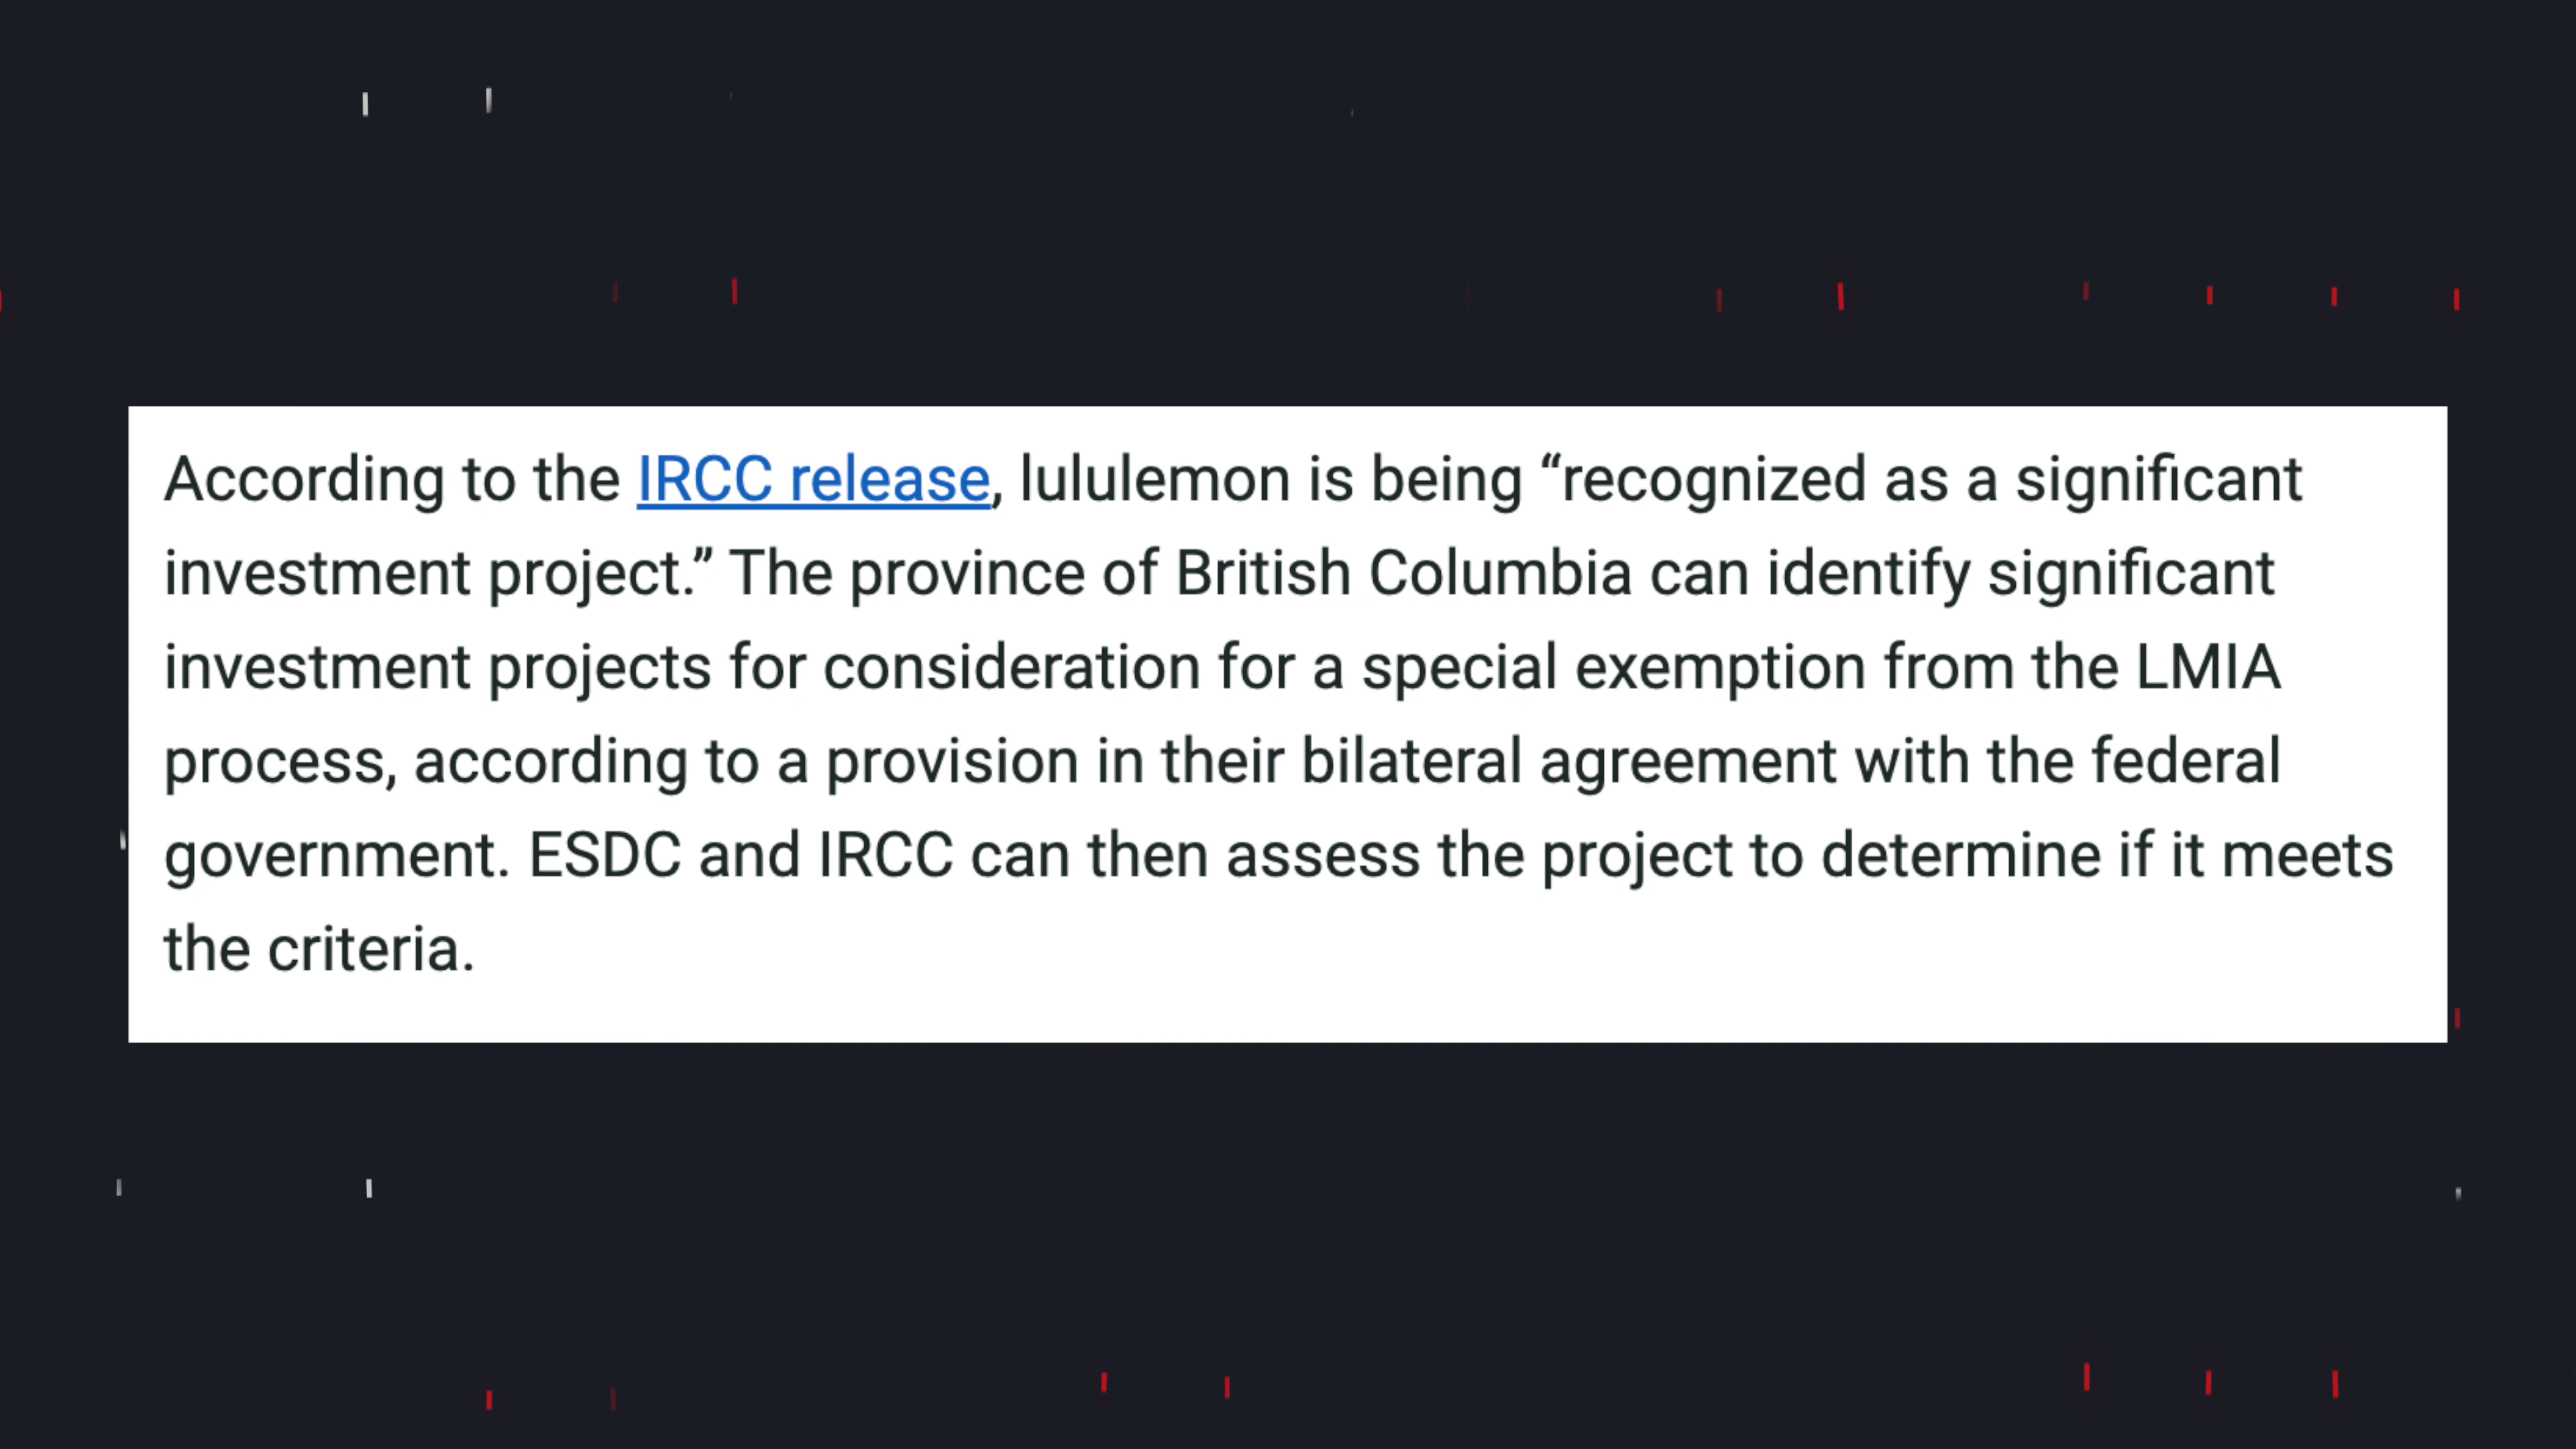 According to the IRCC release, lululemon is being “recognized as a significant
investment project.” The province of British Columbia can identify significant
investment projects for consideration for a special exemption from the LMIA
process, according to a provision in their bilateral agreement with the federal
government. ESDC and IRCC can then assess the project to determine if it meets
the criteria.